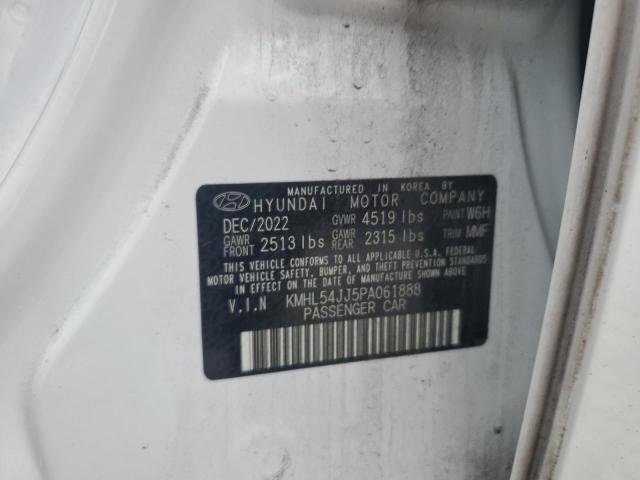 MANUFACTURED IN KOREA BY
HYUNDAI MOTOR COMPANY
DEC/2022 GVWR 4519 lbs PAINT W6H
GAWR FRONT 2513 lbs GAWR REAR 2315 lbs TRIM MMF
THIS VEHICLE CONFORMS TO ALL APPLICABLE U.S.A. FEDERAL
MOTOR VEHICLE SAFETY, BUMPER, AND THEFT PREVENTION STANDARDS
IN EFFECT ON THE DATE OF MANUFACTURE SHOWN ABOVE.
V.I.N KMHL54JJ5PA061888
PASSENGER CAR